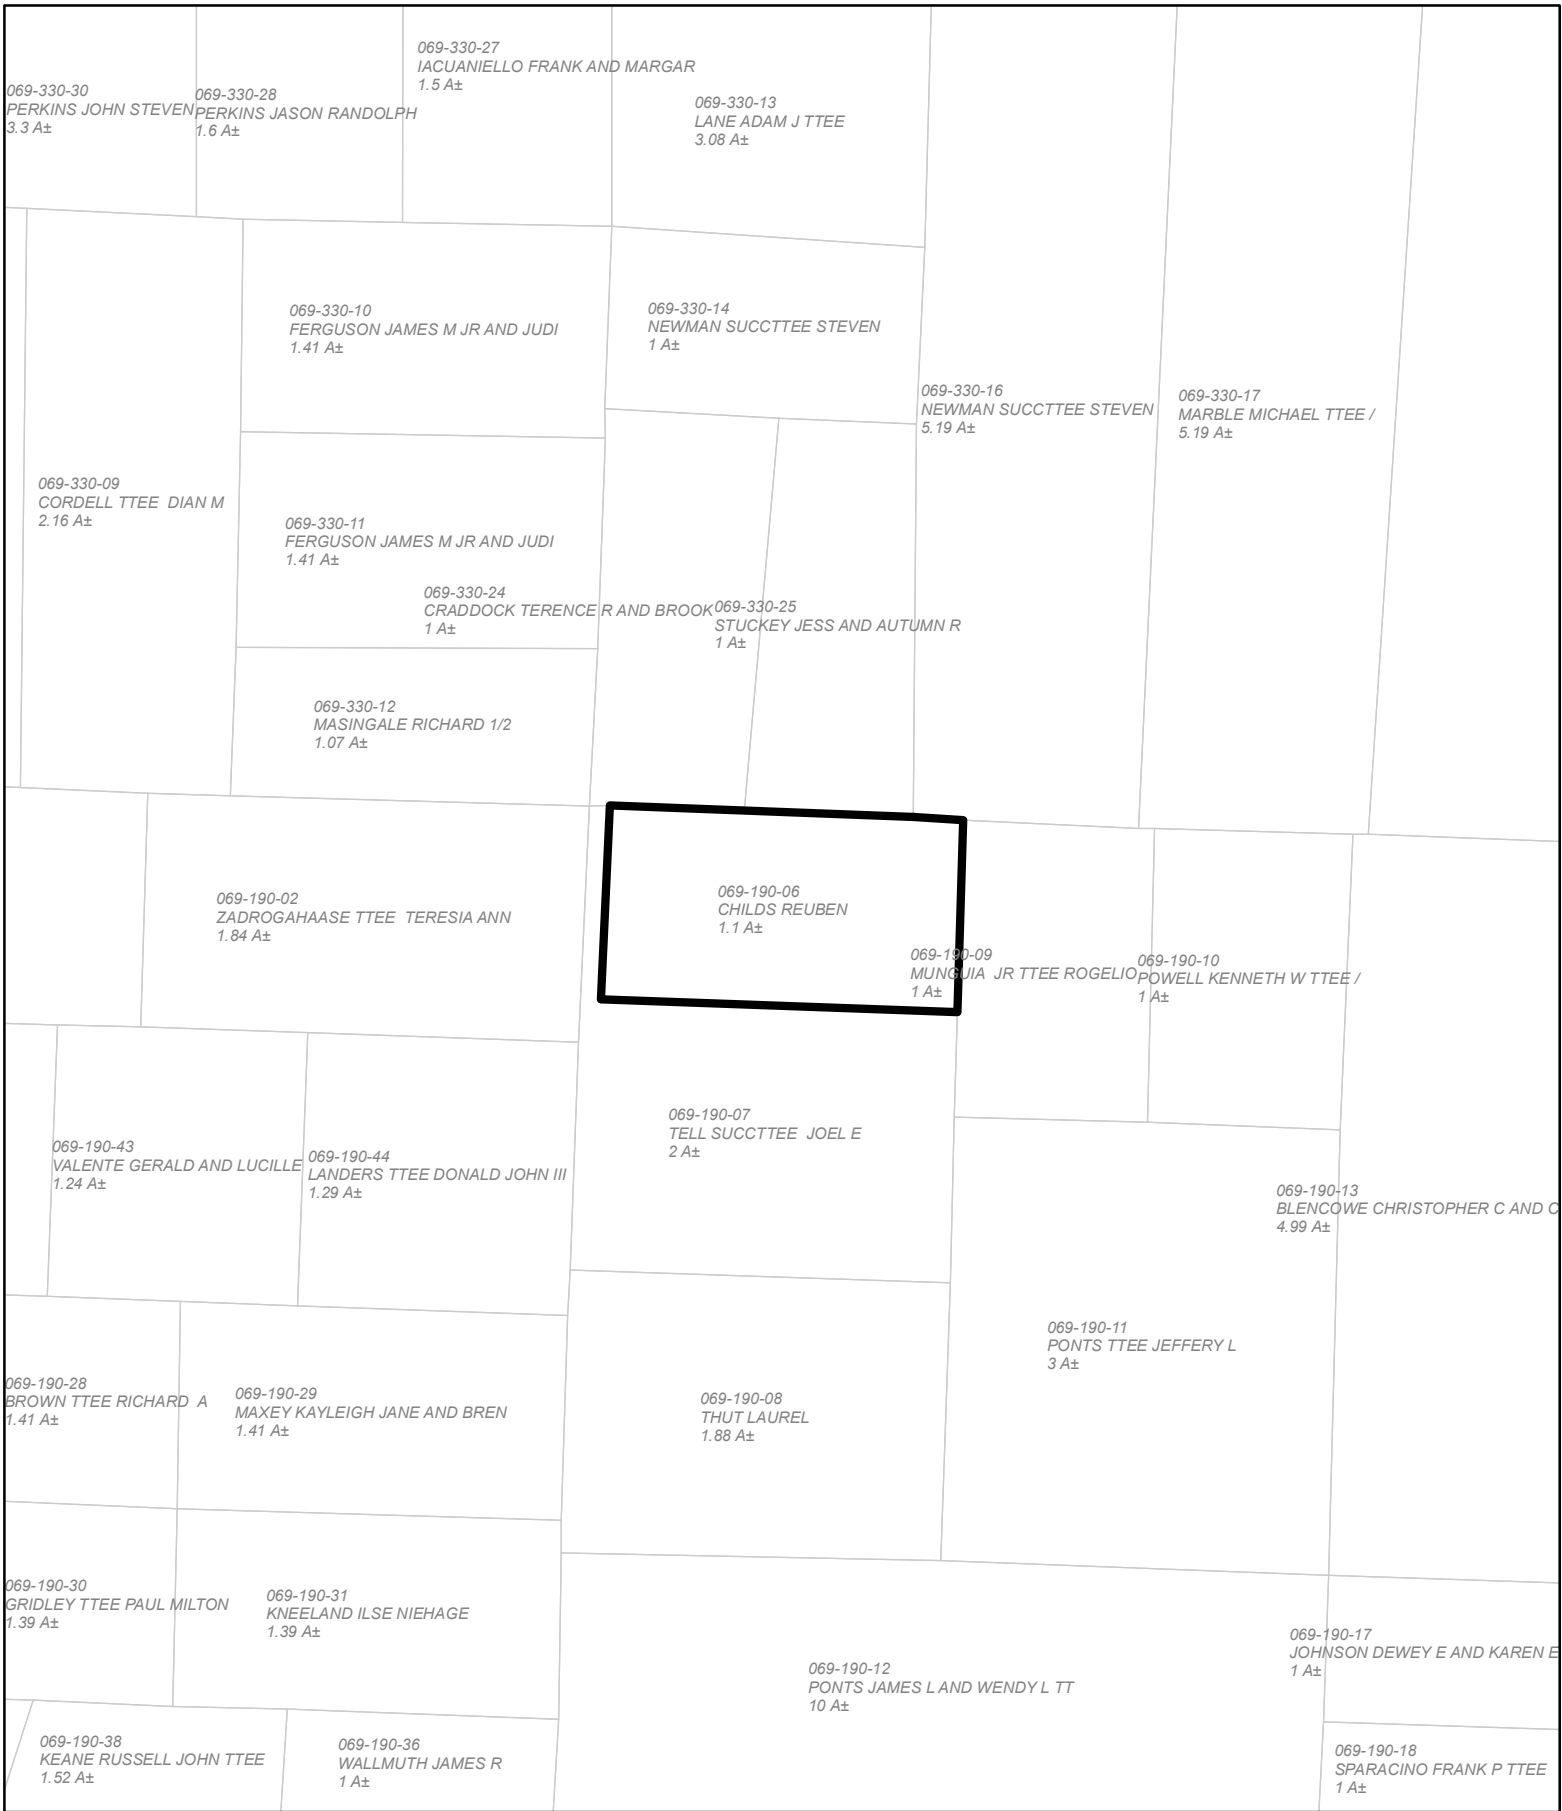 069-330-27
IACUANIELLO FRANK AND MARGAR
1.5 A±
069-330-30
PERKINS JOHN STEVEN
3.3 A±
069-330-28
PERKINS JASON RANDOLPH
1.6 A±
069-330-13
LANE ADAM J TTEE
3.08 A±
069-330-10
FERGUSON JAMES M JR AND JUDI
1.41 A±
069-330-14
NEWMAN SUCCTTEE STEVEN
1 A±
069-330-16
NEWMAN SUCCTTEE STEVEN
5.19 A±
069-330-17
MARBLE MICHAEL TTEE /
5.19 A±
069-330-09
CORDELL TTEE  DIAN M
2.16 A±
069-330-11
FERGUSON JAMES M JR AND JUDI
1.41 A±
069-330-24
CRADDOCK TERENCE R AND BROOK
1 A±
069-330-25
STUCKEY JESS AND AUTUMN R
1 A±
069-330-12
MASINGALE RICHARD 1/2
1.07 A±
069-190-02
ZADROGAHAASE TTEE  TERESIA ANN
1.84 A±
069-190-06
CHILDS REUBEN
1.1 A±
069-190-09
MUNGUIA  JR TTEE ROGELIO
1 A±
069-190-10
POWELL KENNETH W TTEE /
1 A±
069-190-07
TELL SUCCTTEE  JOEL E
2 A±
069-190-43
VALENTE GERALD AND LUCILLE
1.24 A±
069-190-44
LANDERS TTEE DONALD JOHN III
1.29 A±
069-190-13
BLENCOWE CHRISTOPHER C AND C
4.99 A±
069-190-11
PONTS TTEE JEFFERY L
3 A±
069-190-28
BROWN TTEE RICHARD  A
1.41 A±
069-190-29
MAXEY KAYLEIGH JANE AND BREN
1.41 A±
069-190-08
THUT LAUREL
1.88 A±
069-190-30
GRIDLEY TTEE PAUL MILTON
1.39 A±
069-190-31
KNEELAND ILSE NIEHAGE
1.39 A±
069-190-17
JOHNSON DEWEY E AND KAREN E
1 A±
069-190-12
PONTS JAMES L AND WENDY L TT
10 A±
069-190-38
KEANE RUSSELL JOHN TTEE
1.52 A±
069-190-36
WALLMUTH JAMES R
1 A±
069-190-18
SPARACINO FRANK P TTEE
1 A±